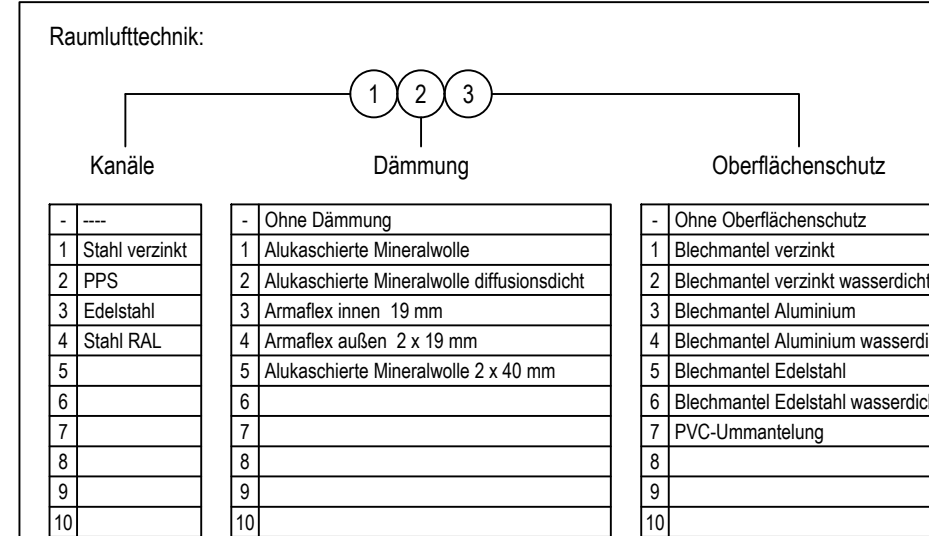 Raumlufttechnik:
1 2 3
Kanäle
Dämmung
Oberflächenschutz
- ----
1 Stahl verzinkt
2 PPS
3 Edelstahl
4 Stahl RAL
5
6
7
8
9
10
- Ohne Dämmung
1 Alukaschierte Mineralwolle
2 Alukaschierte Mineralwolle diffusionsdicht
3 Armaflex innen 19 mm
4 Armaflex außen 2 x 19 mm
5 Alukaschierte Mineralwolle 2 x 40 mm
6
7
8
9
10
- Ohne Oberflächenschutz
1 Blechmantel verzinkt
2 Blechmantel verzinkt wasserdicht
3 Blechmantel Aluminium
4 Blechmantel Aluminium
5 Blechmantel Edelstahl
6 Blechmantel Edelstahl
7 PVC-Ummantelung
8
9
10